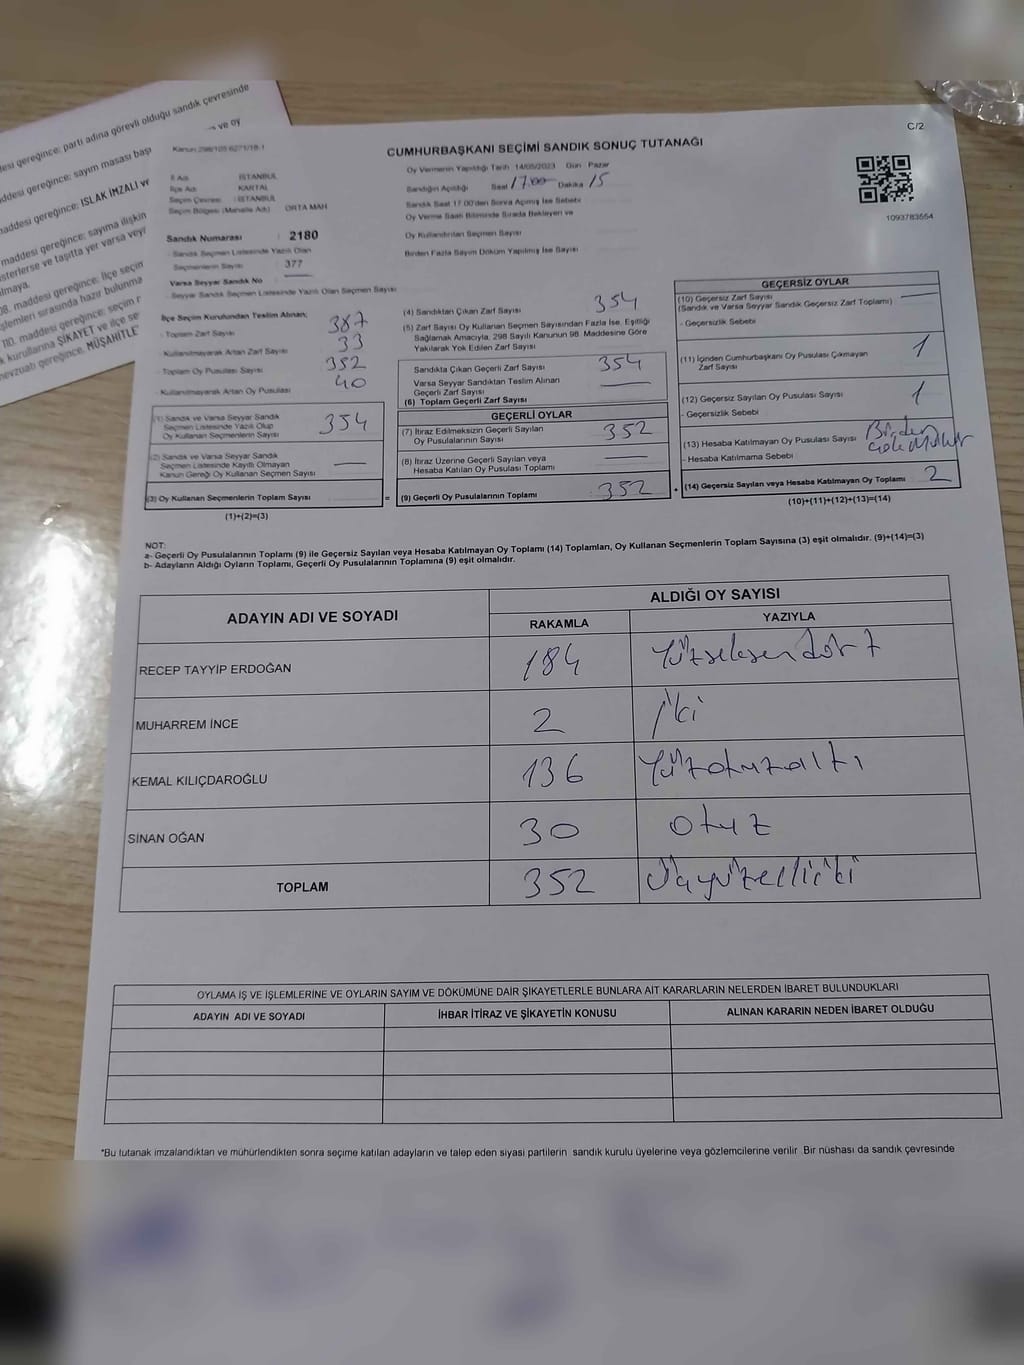 desi gereğince: parti adına görevli olduğu sandık çevresinde
ve oy
addesi gereğince: sayım masası başı
maddesi gereğince: ISLAK İMZALI ve
maddesi gereğince: sayıma ilişkin
isterlerse ve taşıtta yer varsa veya
08. maddesi gereğince: ilçe seçim
işlemleri sırasında hazır bulunma
110. maddesi gereğince: seçim
k kurullarına ŞİKAYET ve ilçe se
mevzuatı gereğince. MÜŞAHİTLE
C/2
CUMHURBAŞKANI SEÇİMİ SANDIK SONUÇ TUTANAĞI
1093783554
İl Adı : İSTANBUL
İlçe Adı : KARTAL
Seçim Çevresi : İSTANBUL
Seçim Bölgesi (Mahalle Adı) : ORTA MAH
Sandık Numarası : 2180
Sandık Seçmen Listesinde Yazılı Olan
Seçmenlerin Sayısı : 377
Varsa Seyyar Sandık No
- Seyyar Sandık Seçmen Listesinde Yazılı Olan Seçmen Sayısı
Oy Vermenin Yapıldığı Tarih 14/05/2023 Gün Pazar
Sandığın Açıldığı Saat 17.00 Dakika 15
Sandık Saat 17.00'den Sonra Açılmış İse Sebebi
Oy Verme Saati Bitiminde Sırada Bekleyen ve
Oy Kullandırılan Seçmen Sayısı
Birden Fazla Sayım Döküm Yapılmış İse Sayısı
İlçe Seçim Kurulundan Teslim Alınan;
- Toplam Zarf Sayısı 387
- Kullanılmayarak Artan Zarf Sayısı 33
- Toplam Oy Pusulası Sayısı 352
- Kullanılmayarak Artan Oy Pusulası 40
(1) Sandık ve Varsa Seyyar Sandık
Seçmen Listesinde Yazılı Olup
Oy Kullanan Seçmenlerin Sayısı 354
(2) Sandık ve Varsa Seyyar Sandık
Seçmen Listesinde Kayıtlı Olmayan
Kanun Gereği Oy Kullanan Seçmen Sayısı —
(3) Oy Kullanan Seçmenlerin Toplam Sayısı =
(1)+(2)=(3)
(4) Sandıktan Çıkan Zarf Sayısı 354
(5) Zarf Sayısı Oy Kullanan Seçmen Sayısından Fazla İse, Eşitliği
Sağlamak Amacıyla, 298 Sayılı Kanunun 98. Maddesine Göre
Yakılarak Yok Edilen Zarf Sayısı
Sandıkta Çıkan Geçerli Zarf Sayısı 354
Varsa Seyyar Sandıktan Teslim Alınan
Geçerli Zarf Sayısı —
(6) Toplam Geçerli Zarf Sayısı
GEÇERLİ OYLAR
(7) İtiraz Edilmeksizin Geçerli Sayılan
Oy Pusulalarının Sayısı 352
(8) İtiraz Üzerine Geçerli Sayılan veya
Hesaba Katılan Oy Pusulası Toplamı —
(9) Geçerli Oy Pusulalarının Toplamı 352 +
GEÇERSİZ OYLAR
(10) Geçersiz Zarf Sayısı —
(Sandık ve Varsa Seyyar Sandık Geçersiz Zarf Toplamı)
- Geçersizlik Sebebi
(11) İçinden Cumhurbaşkanı Oy Pusulası Çıkmayan
Zarf Sayısı 1
(12) Geçersiz Sayılan Oy Pusulası Sayısı 1
- Geçersizlik Sebebi
(13) Hesaba Katılmayan Oy Pusulası Sayısı Birden
- Hesaba Katılmama Sebebi
(14) Geçersiz Sayılan veya Hesaba Katılmayan Oy Toplamı 2
(10)+(11)+(12)+(13)=(14)
NOT:
a- Geçerli Oy Pusulalarının Toplamı (9) ile Geçersiz Sayılan veya Hesaba Katılmayan Oy Toplamı (14) Toplamları, Oy Kullanan Seçmenlerin Toplam Sayısına (3) eşit olmalıdır. (9)+(14)=(3)
b- Adayların Aldığı Oyların Toplamı, Geçerli Oy Pusulalarının Toplamına (9) eşit olmalıdır.
ADAYIN ADI VE SOYADI ALDIĞI OY SAYISI
RAKAMLA YAZIYLA
RECEP TAYYİP ERDOĞAN 184 Yüzseksendört
MUHARREM İNCE 2 İki
KEMAL KILIÇDAROĞLU 136 Yüzotuzaltı
SİNAN OĞAN 30 otuz
TOPLAM 352 Üçyüzelliiki
OYLAMA İŞ VE İŞLEMLERİNE VE OYLARIN SAYIM VE DÖKÜMÜNE DAİR ŞİKAYETLERLE BUNLARA AİT KARARLARIN NELERDEN İBARET BULUNDUKLARI
ADAYIN ADI VE SOYADI İHBAR İTİRAZ VE ŞİKAYETİN KONUSU ALINAN KARARIN NEDEN İBARET OLDUĞU
*Bu tutanak imzalandıktan ve mühürlendikten sonra seçime katılan adayların ve talep eden siyasi partilerin sandık kurulu üyelerine veya gözlemcilerine verilir Bir nüshası da sandık çevresinde